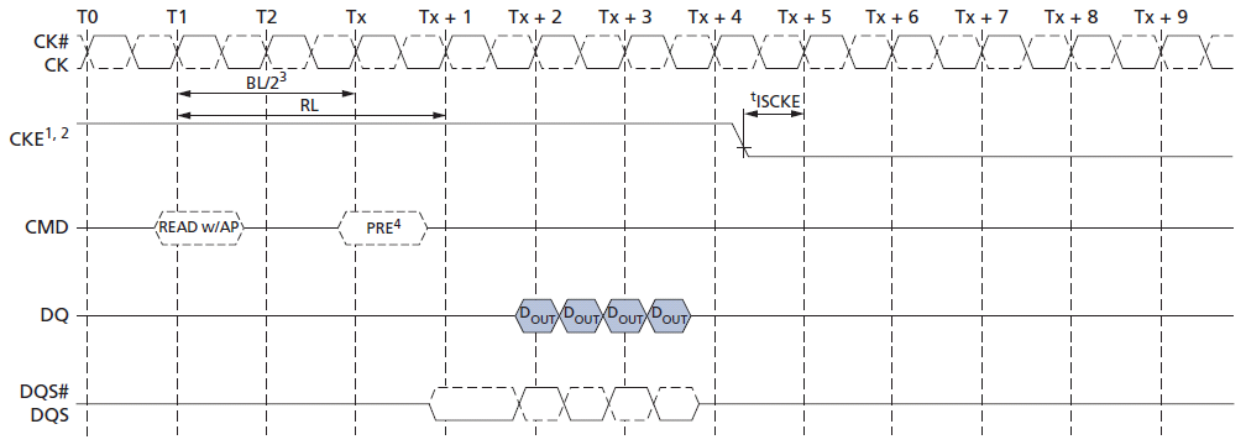 T0 T1 T2 Tx Tx + 1 Tx + 2 Tx + 3 Tx + 4 Tx + 5 Tx + 6 Tx + 7 Tx + 8 Tx + 9
CK#
CK
BL/2³
RL
tISCKE
CKE1, 2
CMD READ w/AP PRE⁴
DQ DOUT DOUT DOUT DOUT
DQS#
DQS